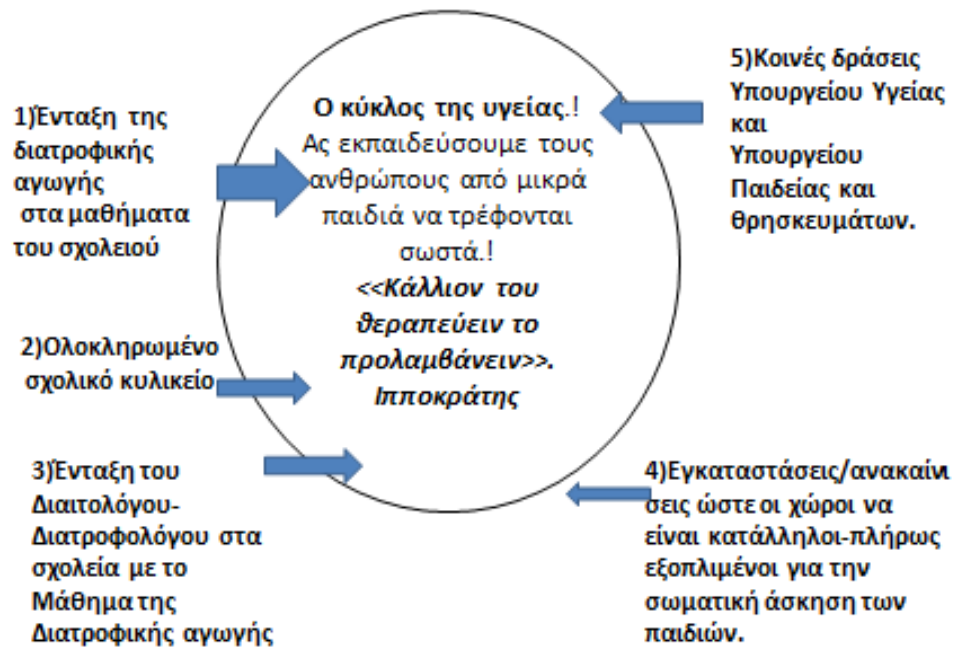 Ο κύκλος της υγείας.!
Ας εκπαιδεύσουμε τους
ανθρώπους από μικρά
παιδιά να τρέφονται
σωστά.!
<<Κάλλιον του
θεραπεύειν το
προλαμβάνειν>>.
Ιπποκράτης
1)Ένταξη της
διατροφικής
αγωγής
στα μαθήματα
του σχολειού
2)Ολοκληρωμένο
σχολικό κυλικείο
3)Ένταξη του
Διαιτολόγου-
Διατροφολόγου στα
σχολεία με το
Μάθημα της
Διατροφικής αγωγής
4)Εγκαταστάσεις/ανακαίνι
σεις ώστε οι χώροι να
είναι κατάλληλοι-πλήρως
εξοπλιμένοι για την
σωματική άσκηση των
παιδιών.
5)Κοινές δράσεις
Υπουργείου Υγείας
και
Υπουργείου
Παιδείας και
θρησκευμάτων.